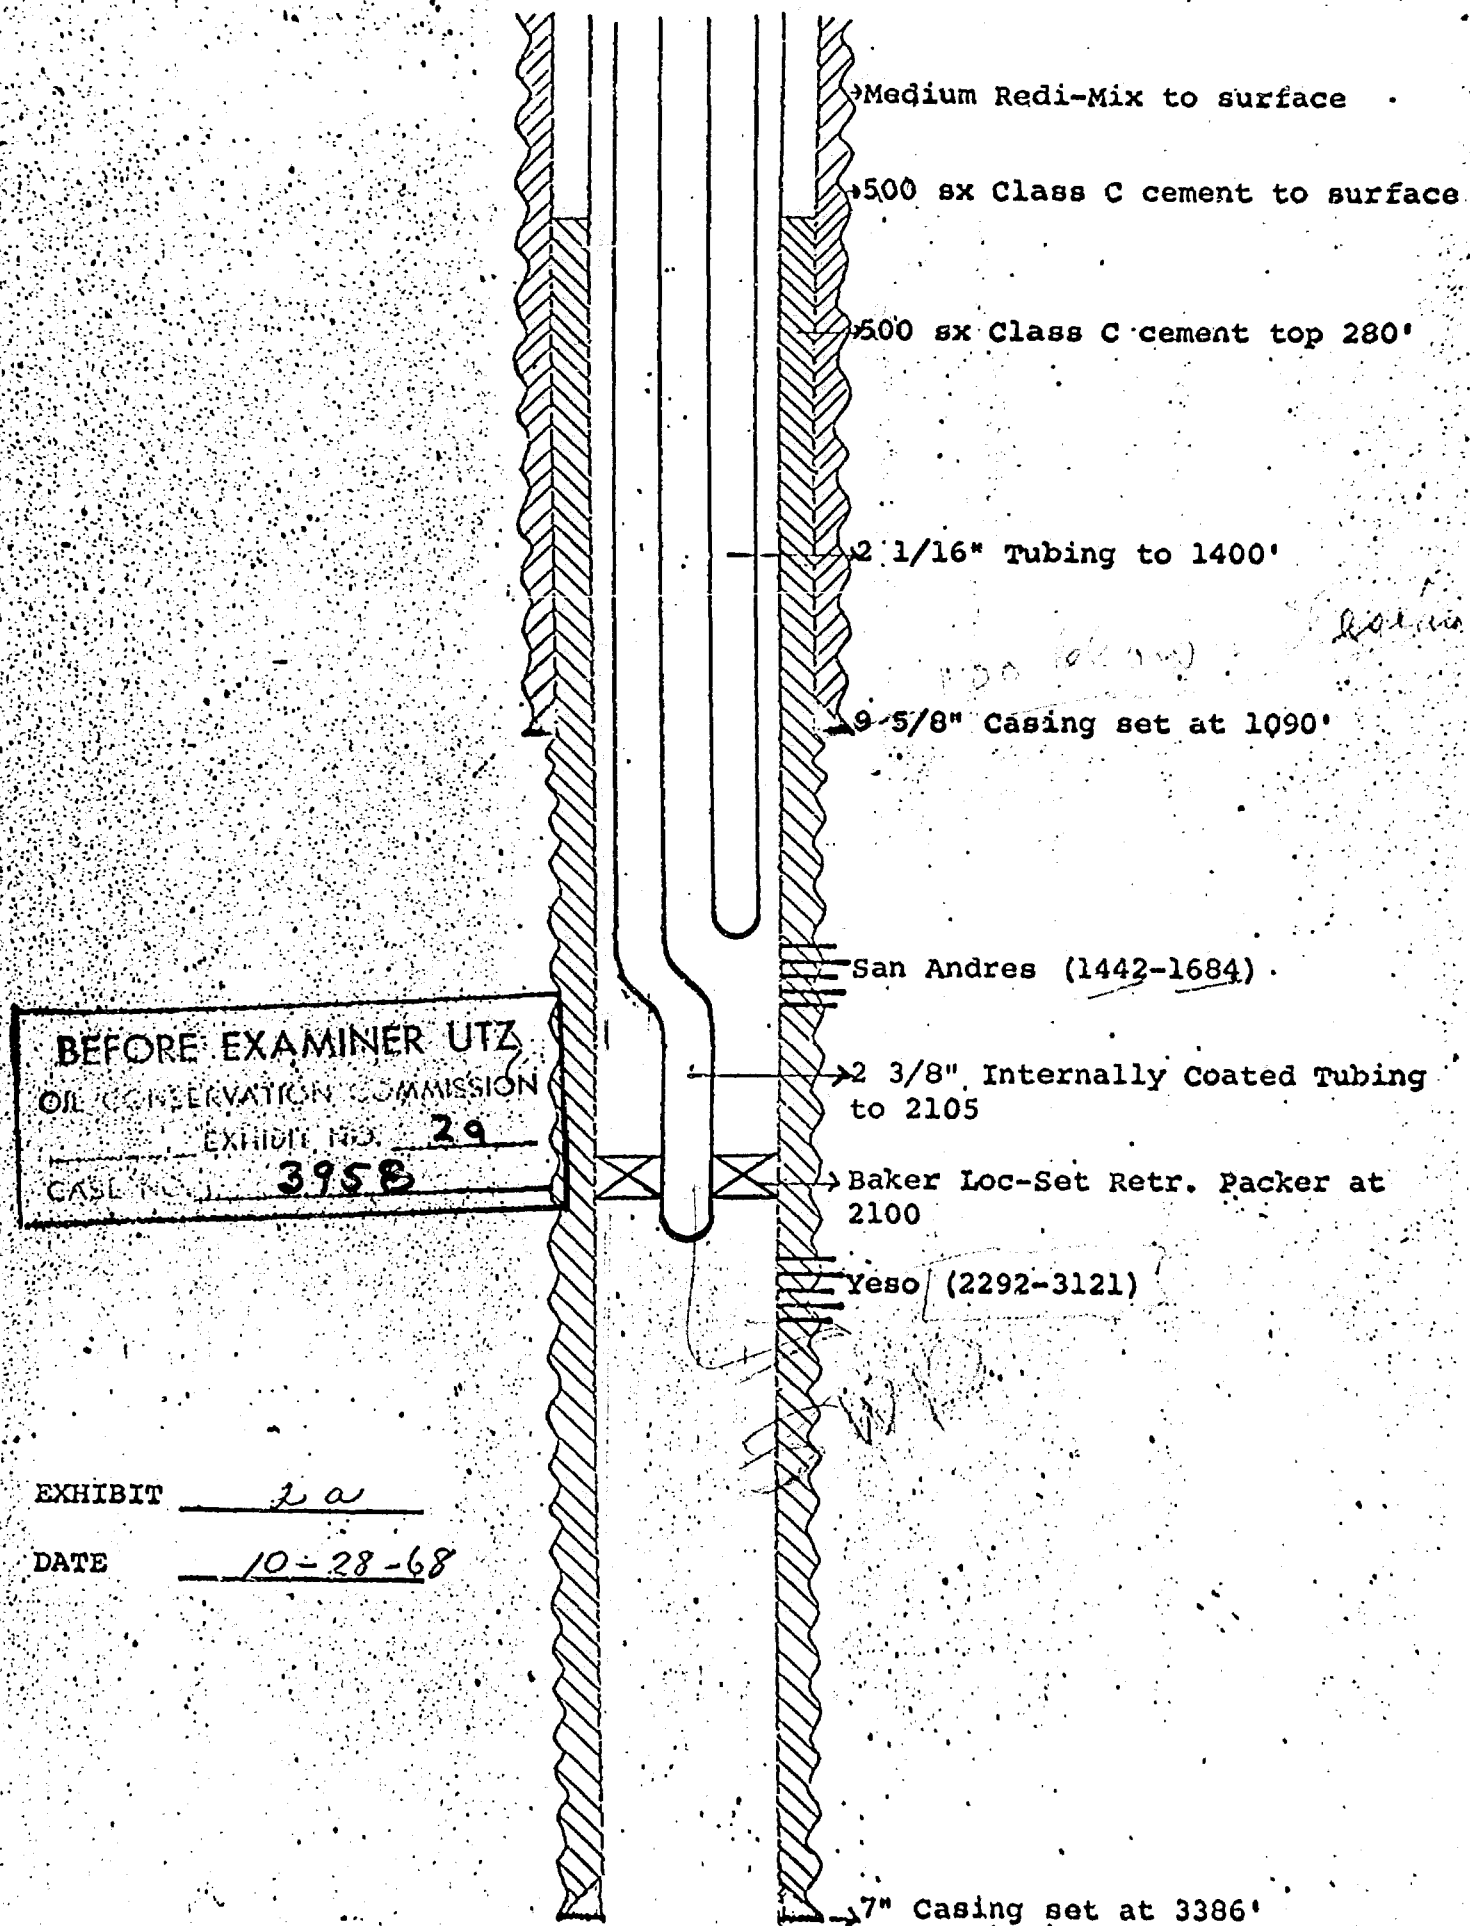 Medium Redi-Mix to surface
500 sx Class C cement to surface
500 sx Class C cement top 280'
2 1/16" Tubing to 1400'
9 5/8" Casing set at 1090'
San Andres (1442-1684)
2 3/8" Internally Coated Tubing
to 2105
Baker Loc-Set Retr. Packer at
2100
Yeso (2292-3121)
7" Casing set at 3386'
BEFORE EXAMINER UTZ
OIL CONSERVATION COMMISSION
EXHIBIT NO. 2a
CASE NO. 3958
EXHIBIT 2a
DATE 10-28-68